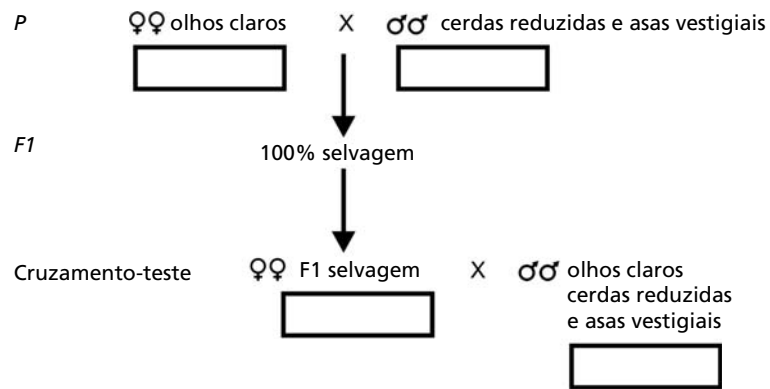 P ♀♀ olhos claros X ♂♂ cerdas reduzidas e asas vestigiais
F1
100% selvagem
Cruzamento-teste ♀♀ F1 selvagem X ♂♂ olhos claros
cerdas reduzidas
e asas vestigiais